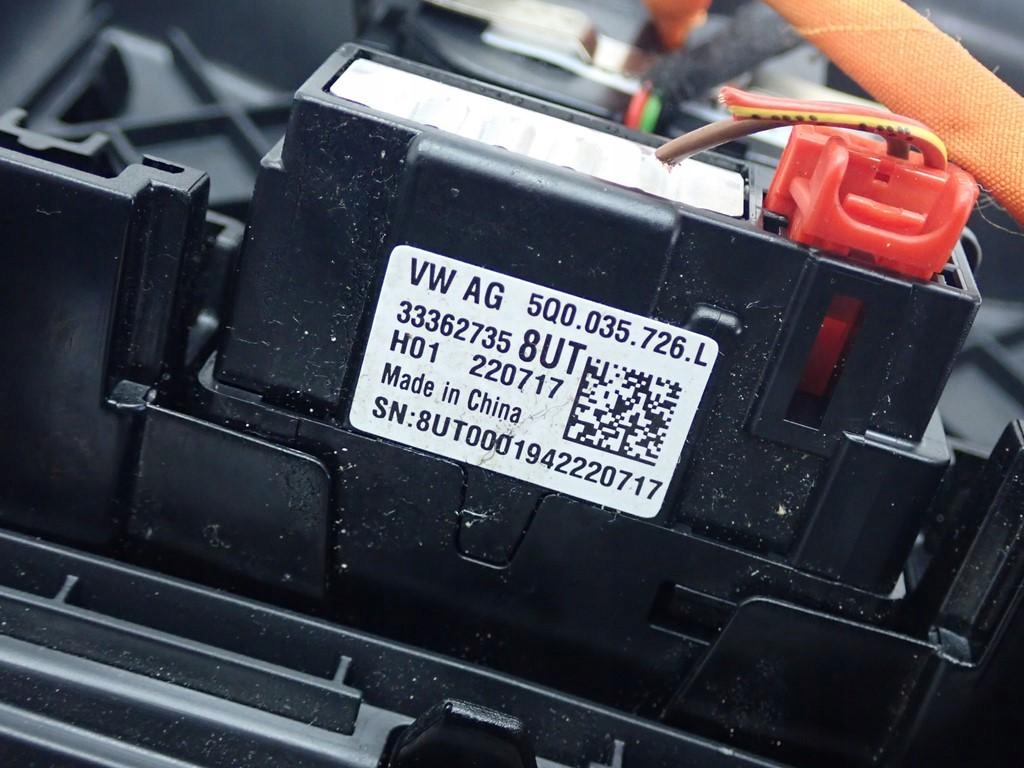 VW AG 5Q0.035.726.L
33362735 8UT
H01 220717
Made in China
SN:8UT0001942220717